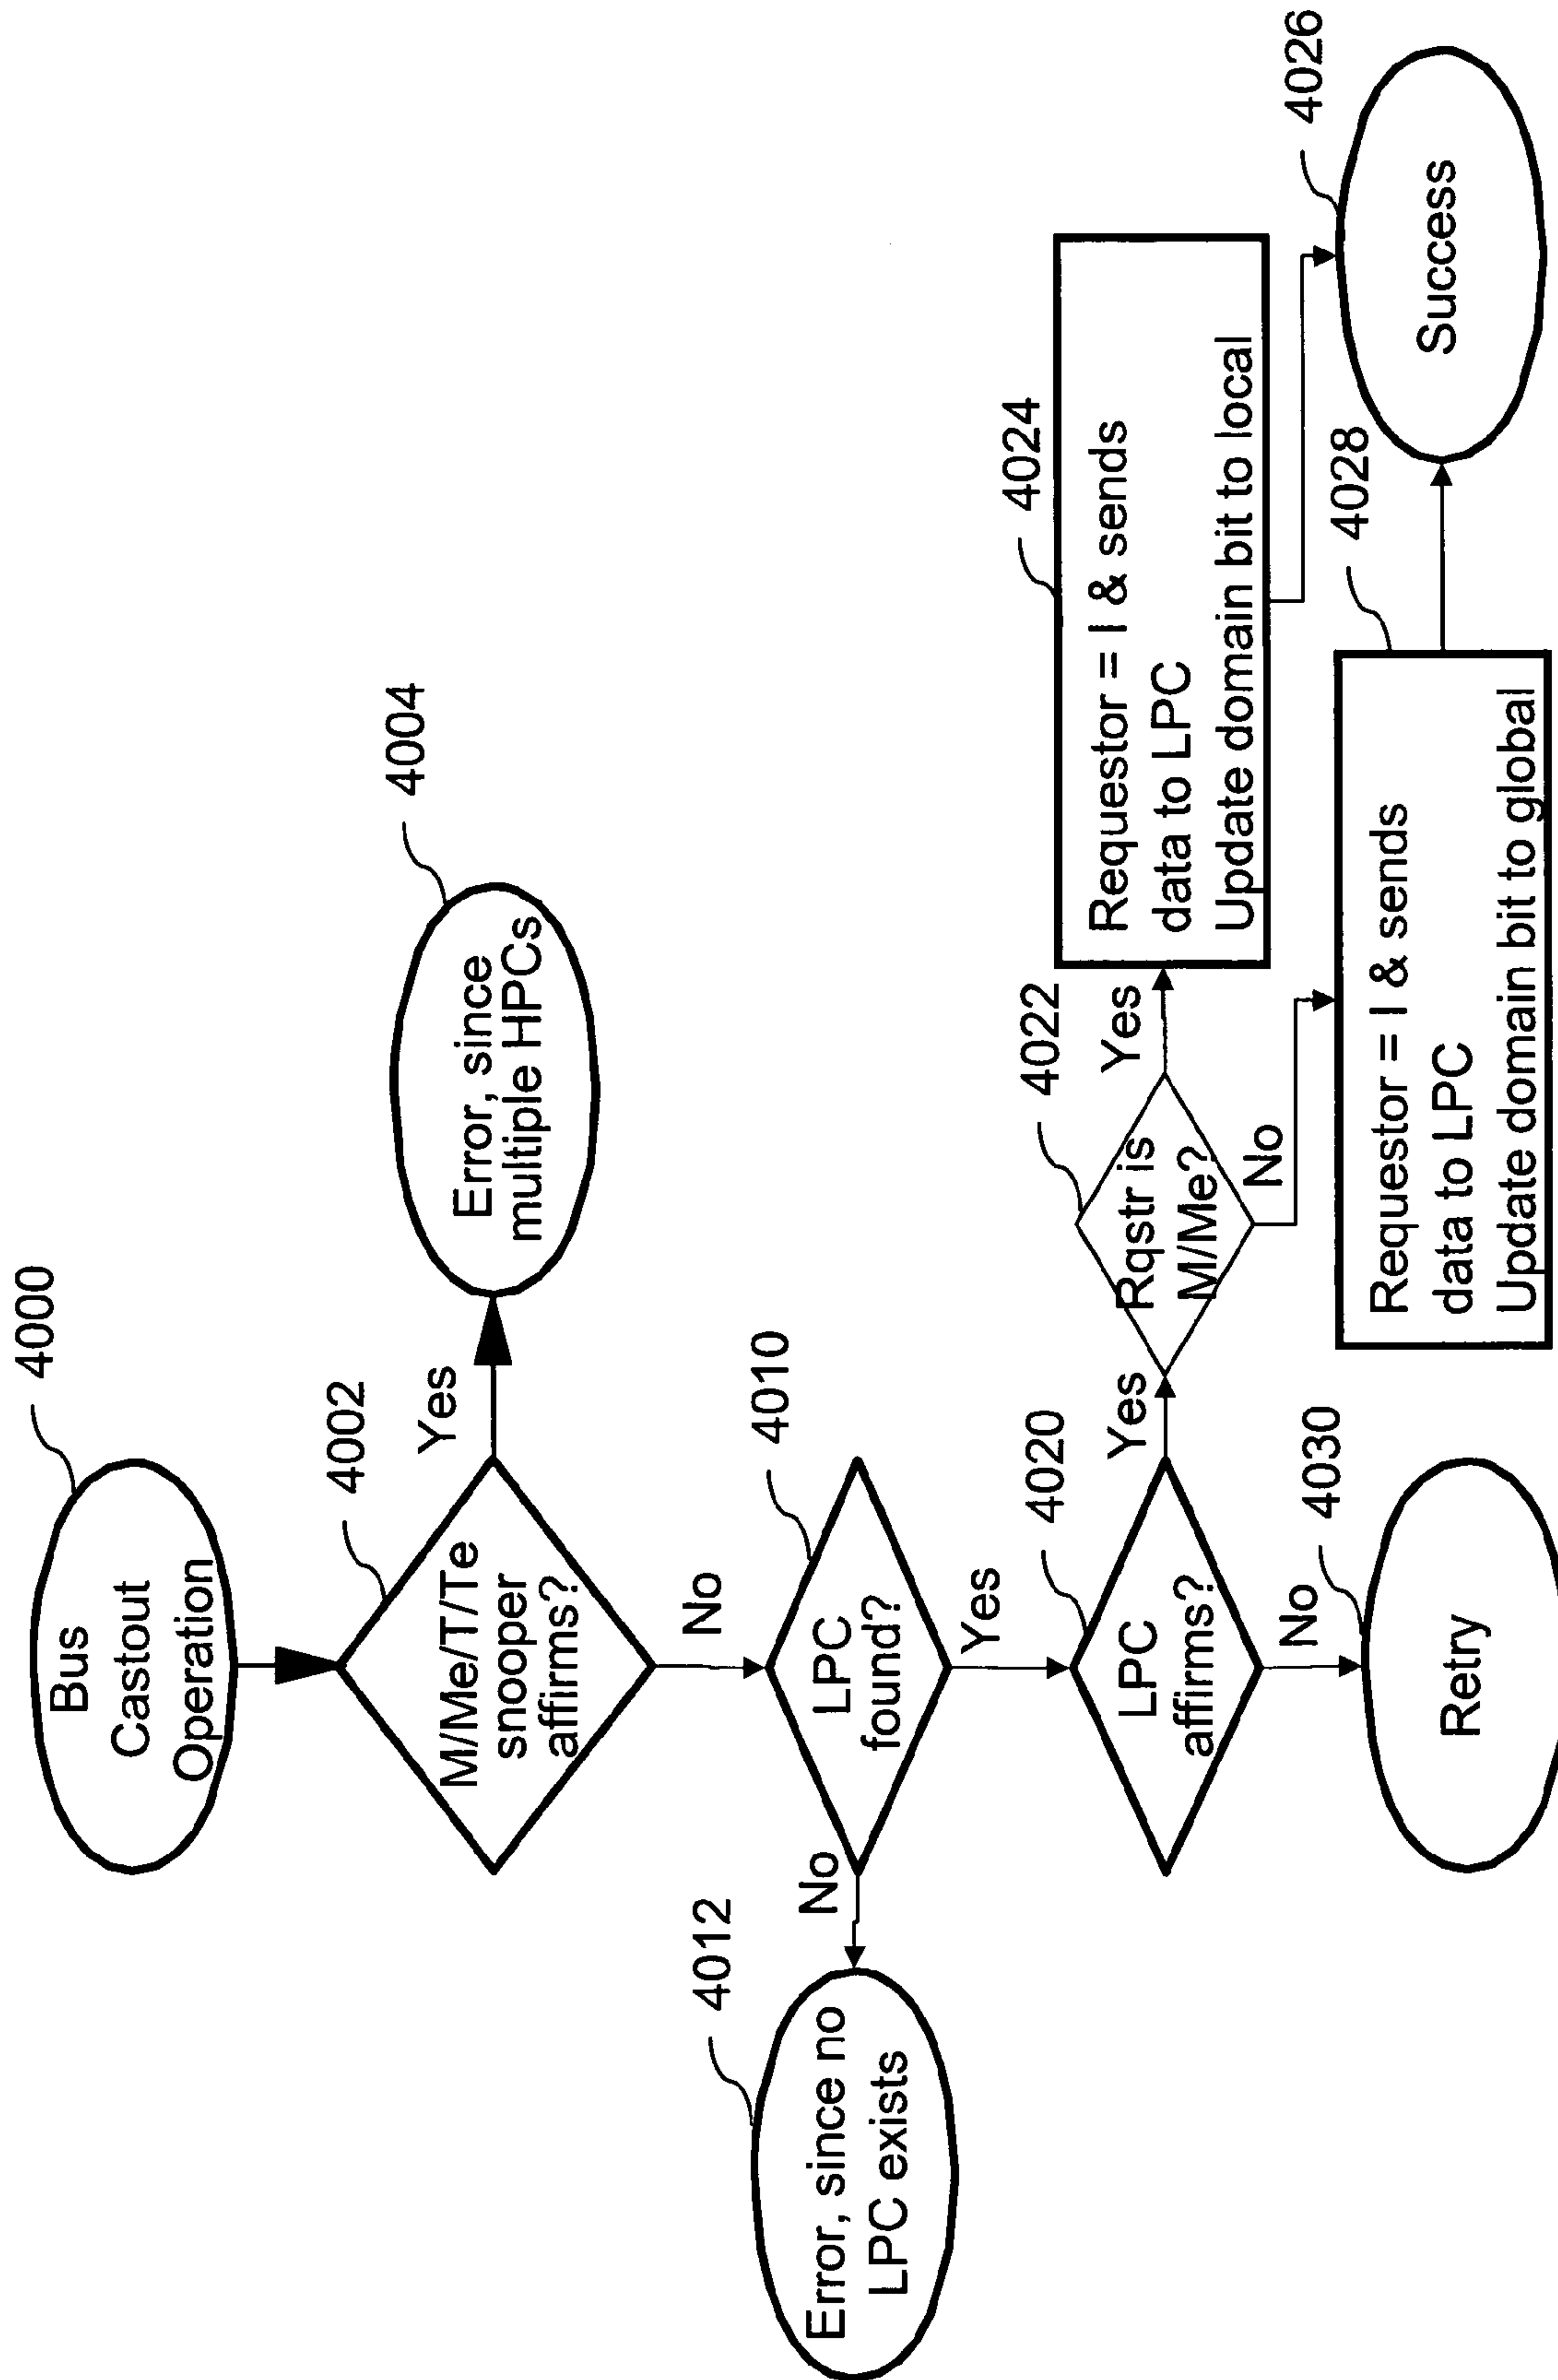 4000
Bus
Castout
Operation
4002
M/Me/T/Te
snooper
affirms?
Yes
4004
Error, since
multiple HPCs
No
4010
LPC
found?
No
4012
Error, since no
LPC exists
Yes
4020
LPC
affirms?
Yes
4022
Rqstr is
M/Me?
Yes
4024
Requestor = I & sends
data to LPC
Update domain bit to local
4026
Success
No
4028
Requestor = I & sends
data to LPC
Update domain bit to global
No
4030
Retry